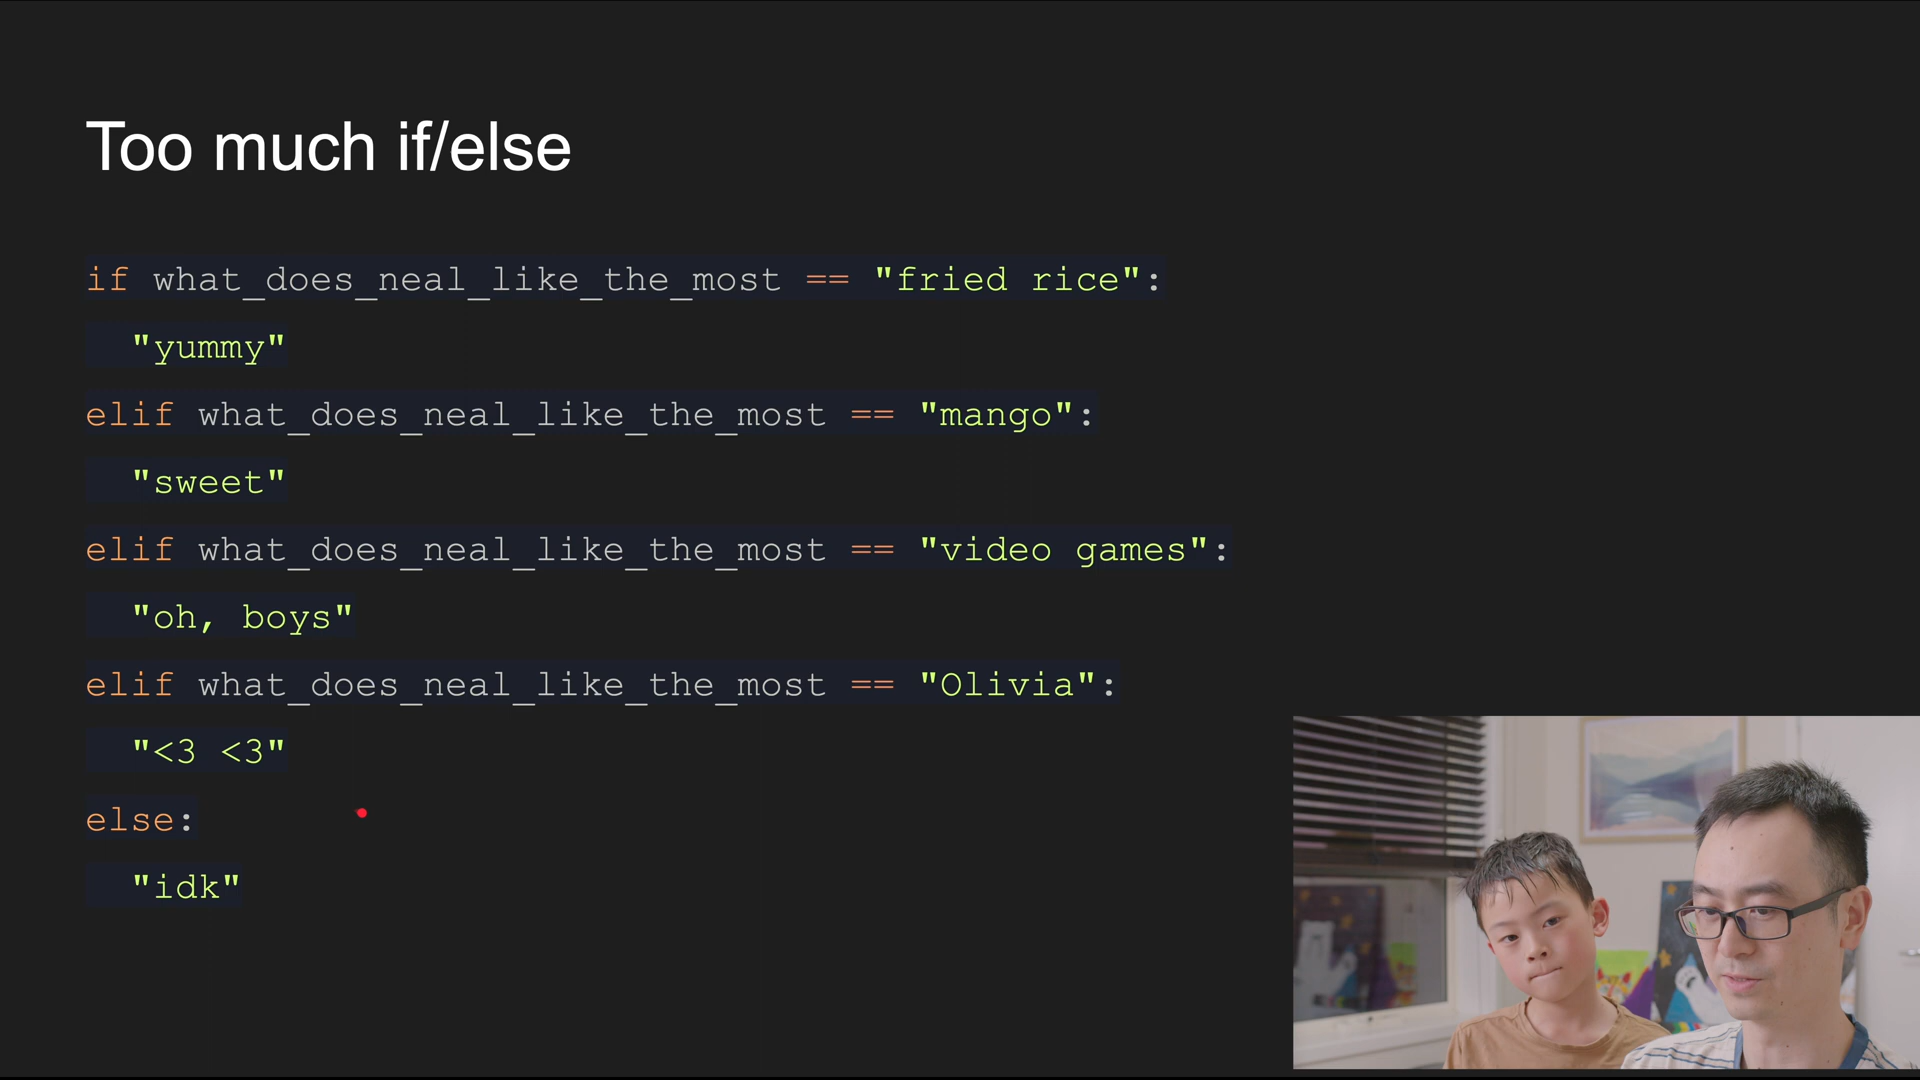 Too much if/else
if what_does_neal_like_the_most == "fried rice":
"yummy"
elif what_does_neal_like_the_most == "mango":
"sweet"
elif what_does_neal_like_the_most == "video games":
"oh, boys"
elif what_does_neal_like_the_most == "Olivia":
"<3 <3"
else:
"idk"